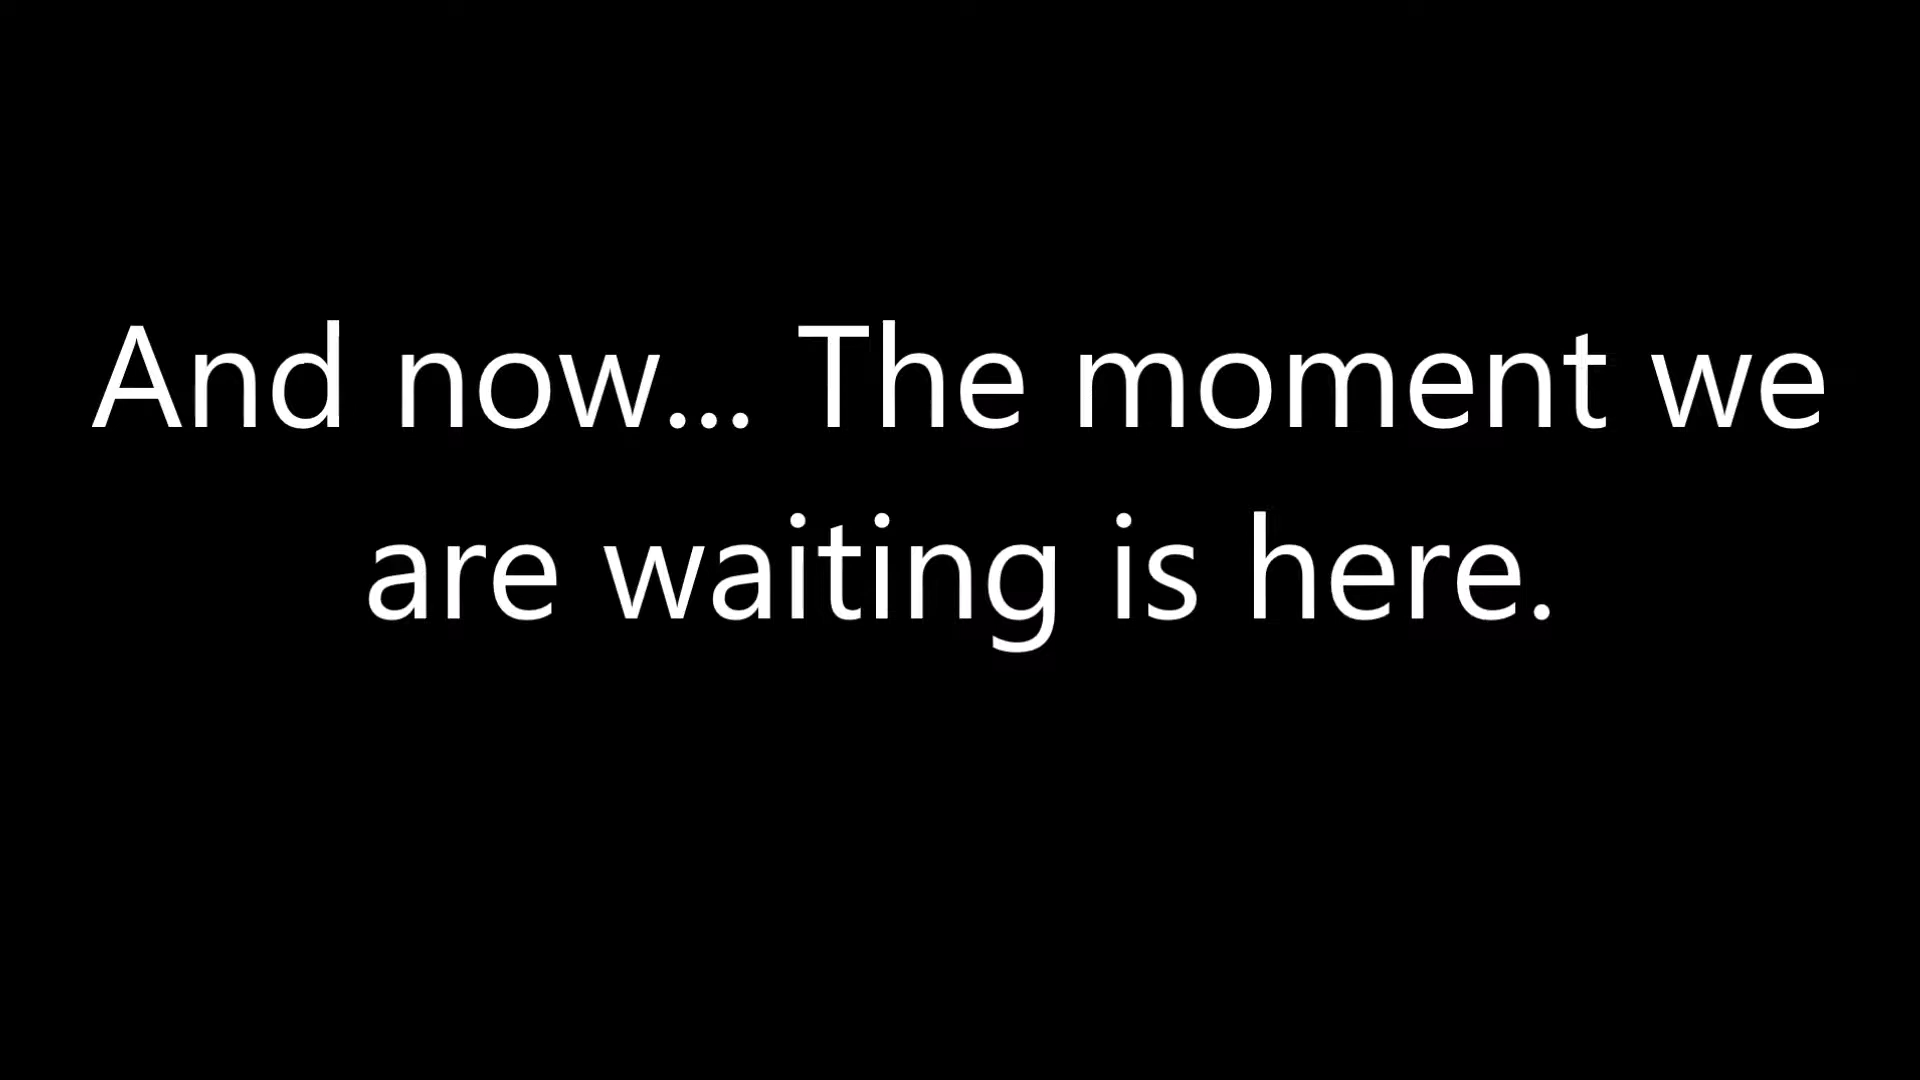 And now... The moment we
are waiting is here.